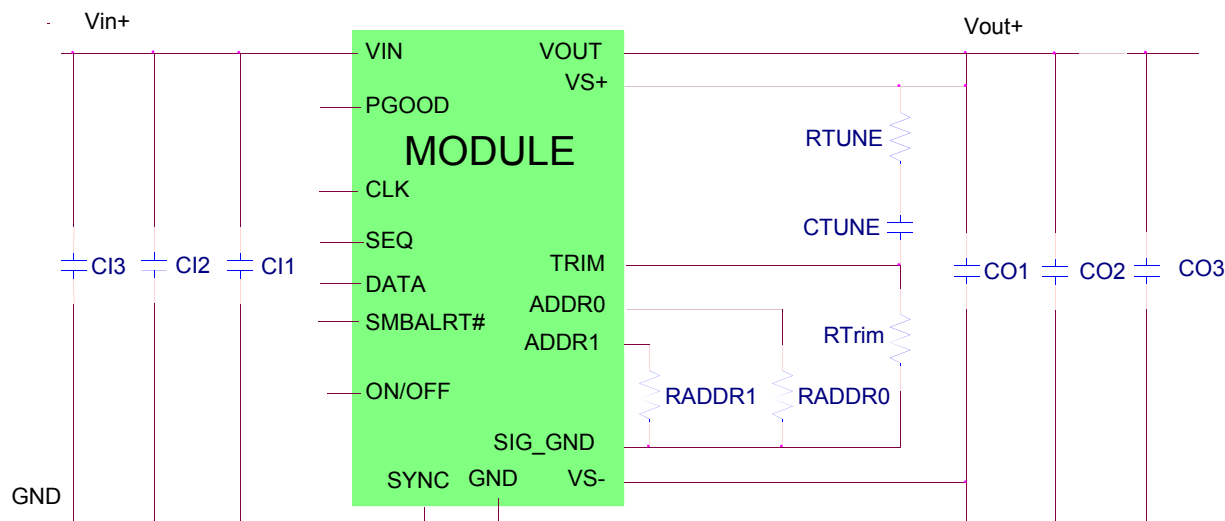 Vin+
Vout+
VIN
VOUT
VS+
PGOOD
MODULE
RTUNE
CLK
CTUNE
SEQ
TRIM
CI3
CI2
CI1
CO1
CO2
CO3
DATA
ADDR0
SMBALRT#
ADDR1
RTrim
ON/OFF
RADDR1
RADDR0
SIG_GND
SYNC
GND
VS-
GND